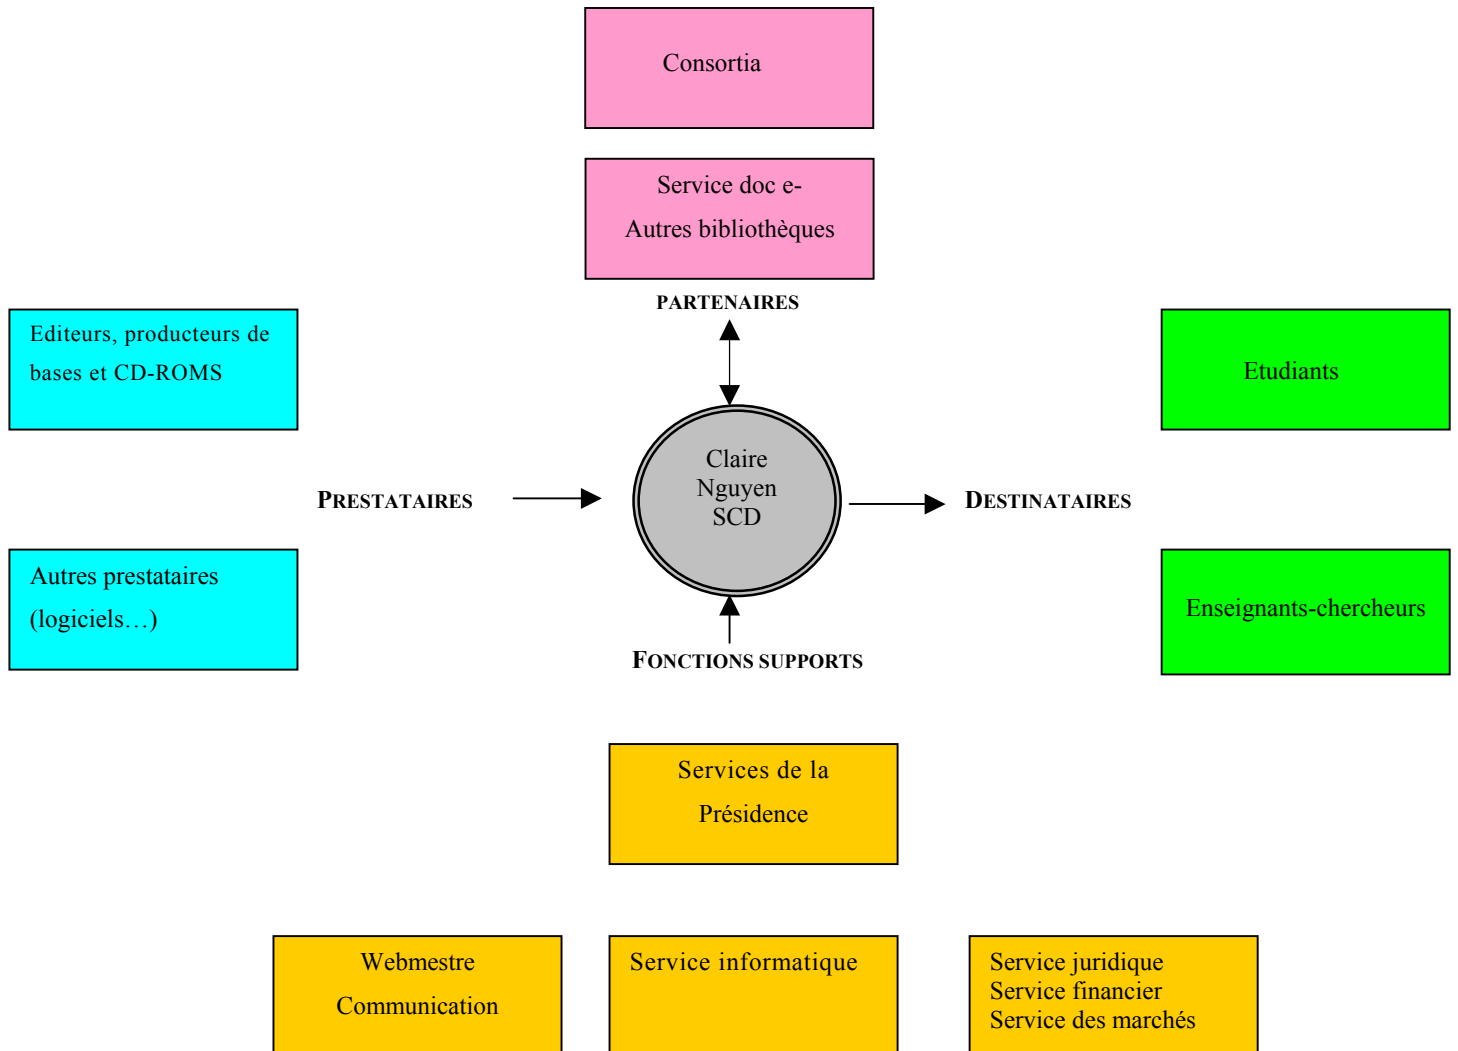 Consortia
Service doc e-
Autres bibliothèques
PARTENAIRES
Editeurs, producteurs de
bases et CD-ROMS
Etudiants
Claire
Nguyen
SCD
PRESTATAIRES
DESTINATAIRES
Autres prestataires
(logiciels…)
Enseignants-chercheurs
FONCTIONS SUPPORTS
Services de la
Présidence
Webmestre
Communication
Service informatique
Service juridique
Service financier
Service des marchés